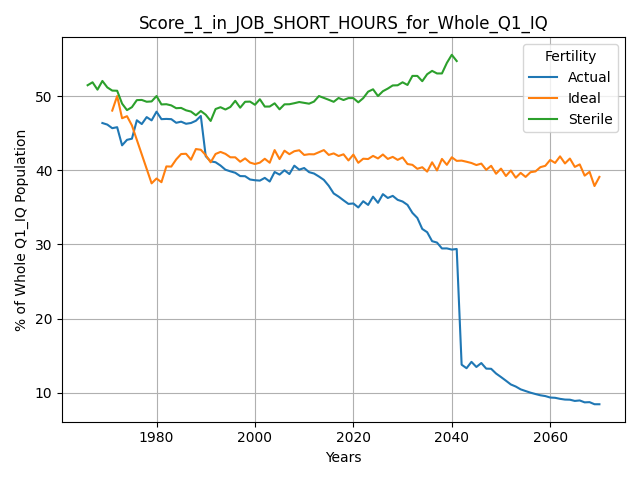 Score_1_in_JOB_SHORT_HOURS_for_Whole_Q1_IQ
Fertility
Actual
Ideal
Sterile
50
40
30
20
10
% of Whole Q1_IQ Population
1980
2000
2020
2040
2060
Years